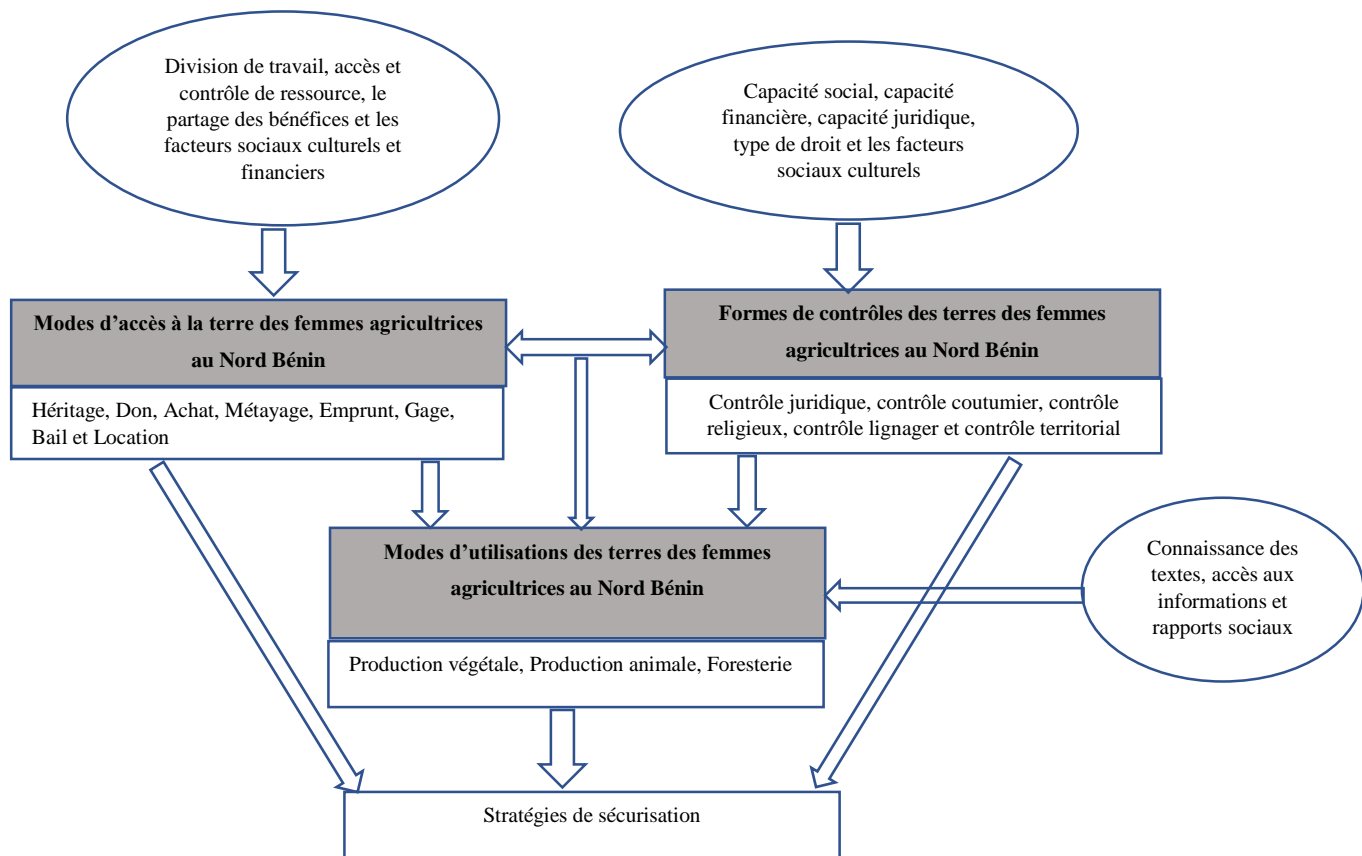 Division de travail, accès et
contrôle de ressource, le
partage des bénéfices et les
facteurs sociaux culturels et
financiers
Capacité social, capacité
financière, capacité juridique,
type de droit et les facteurs
sociaux culturels
Modes d'accès à la terre des femmes agricultrices
au Nord Bénin
Formes de contrôles des terres des femmes
agricultrices au Nord Bénin
Héritage, Don, Achat, Métayage, Emprunt, Gage,
Bail et Location
Contrôle juridique, contrôle coutumier, contrôle
religieux, contrôle lignager et contrôle territorial
Modes d'utilisations des terres des femmes
agricultrices au Nord Bénin
Connaissance des
textes, accès aux
informations et
rapports sociaux
Production végétale, Production animale, Foresterie
Stratégies de sécurisation